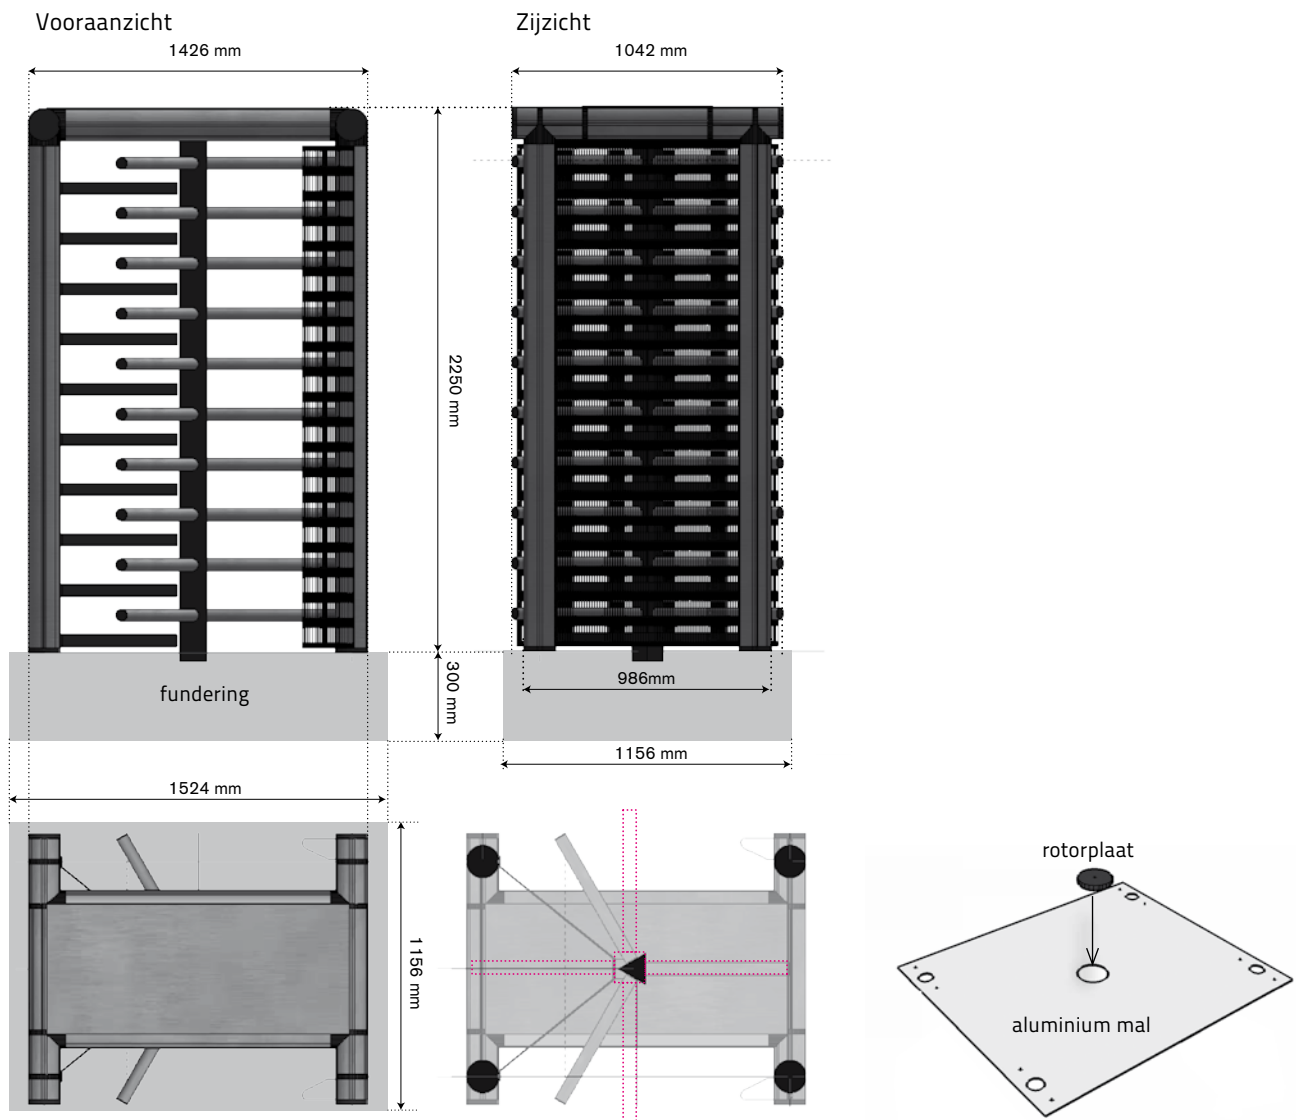 Vooraanzicht
Zijzicht
1426 mm
1042 mm
2250 mm
300 mm
986mm
fundering
1156 mm
1524 mm
1156 mm
rotorplaat
aluminium mal